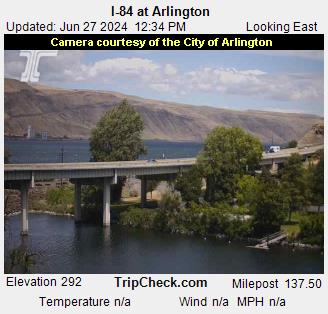 I-84 at Arlington
Updated: Jun 27 2024 12:34 PM Looking East
Camera courtesy of the City of Arlington
Elevation 292 TripCheck.com Milepost 137.50
Temperature n/a Wind n/a MPH n/a